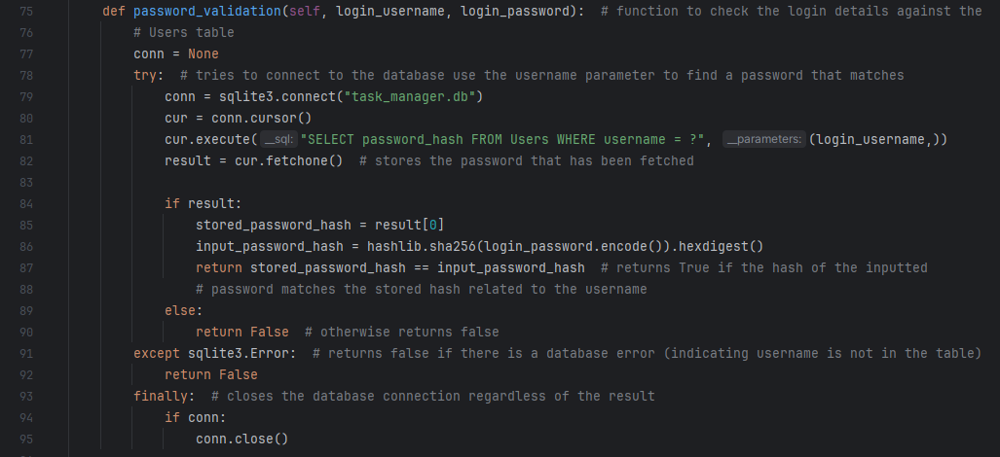 75 def password_validation(self, login_username, login_password):  # function to check the login details against the
76 # Users table
77 conn = None
78 try:  # tries to connect to the database use the username parameter to find a password that matches
79 conn = sqlite3.connect("task_manager.db")
80 cur = conn.cursor()
81 cur.execute(__sql: "SELECT password_hash FROM Users WHERE username = ?", __parameters: (login_username,))
82 result = cur.fetchone()  # stores the password that has been fetched
83
84 if result:
85 stored_password_hash = result[0]
86 input_password_hash = hashlib.sha256(login_password.encode()).hexdigest()
87 return stored_password_hash == input_password_hash  # returns True if the hash of the inputted
88 # password matches the stored hash related to the username
89 else:
90 return False  # otherwise returns false
91 except sqlite3.Error:  # returns false if there is a database error (indicating username is not in the table)
92 return False
93 finally:  # closes the database connection regardless of the result
94 if conn:
95 conn.close()